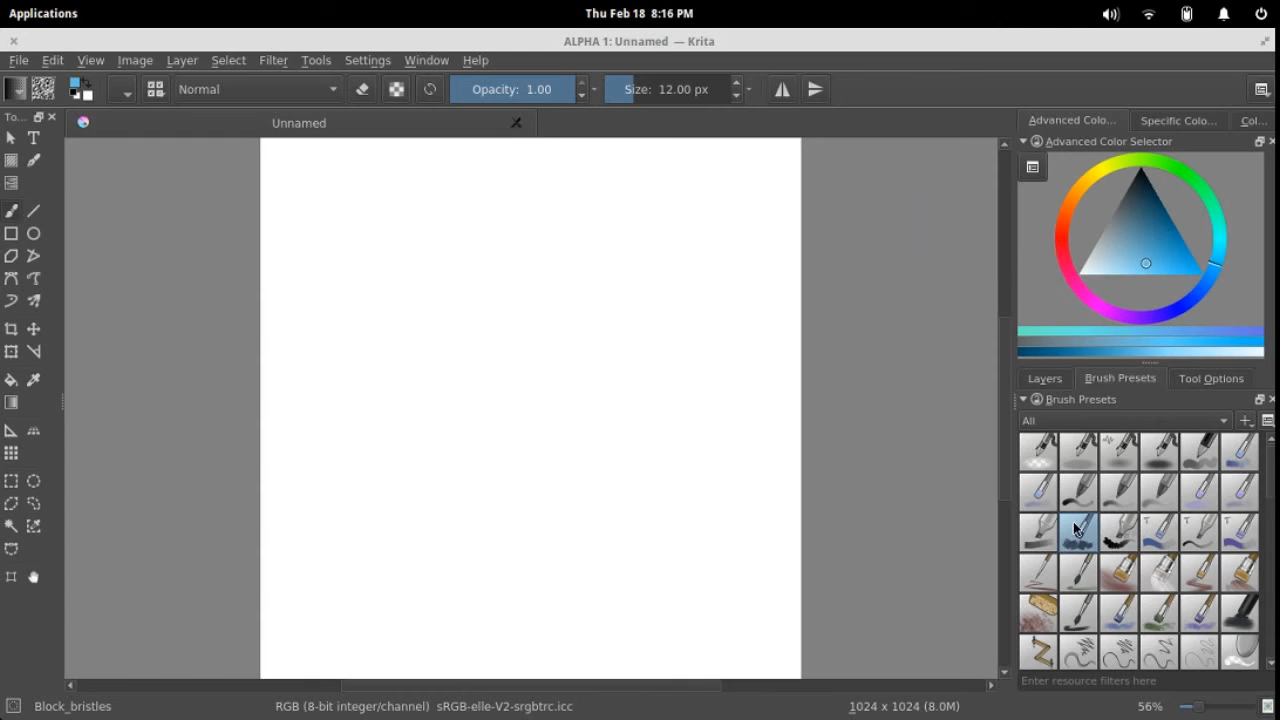 Applications Thu Feb 18 8:16 PM
ALPHA 1: Unnamed — Krita
File Edit View Image Layer Select Filter Tools Settings Window Help
Normal Opacity: 1.00 Size: 12.00 px
To... Unnamed Advanced Colo... Specific Colo... Col...
Advanced Color Selector
Layers Brush Presets Tool Options
Brush Presets
All
Enter resource filters here
Block_bristles RGB (8-bit integer/channel) sRGB-elle-V2-srgbtrc.icc 1024 x 1024 (8.0M) 56%